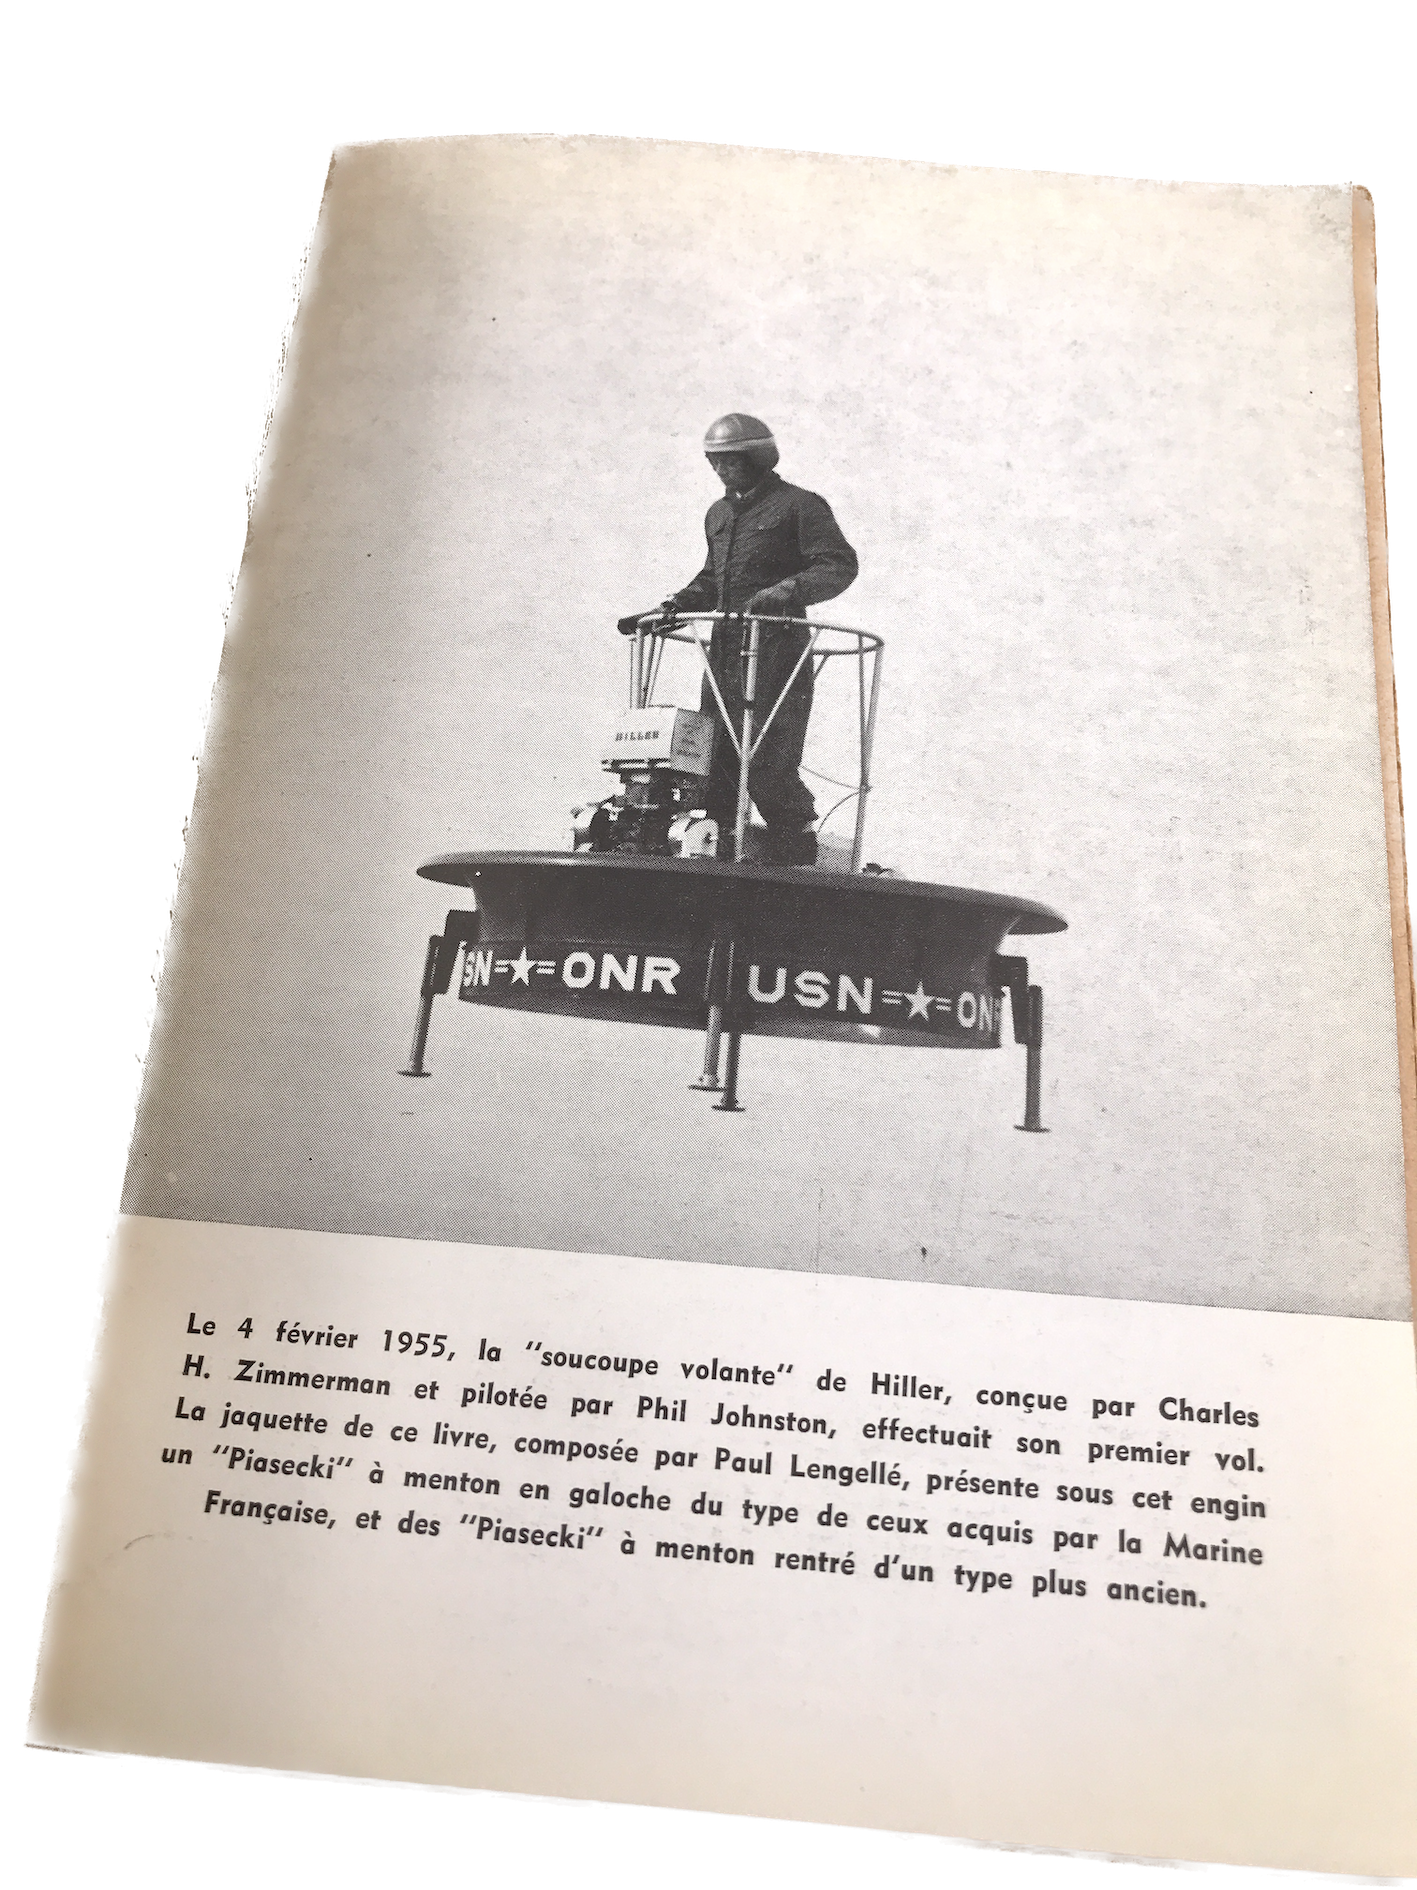 HILLER
SN=★=ONR USN=★=ON
Le 4 février 1955, la "soucoupe volante" de Hiller, conçue par Charles
H. Zimmerman et pilotée par Phil Johnston, effectuait son premier vol.
La jaquette de ce livre, composée par Paul Lengellé, présente sous cet engin
un "Piasecki" à menton en galoche du type de ceux acquis par la Marine
Française, et des "Piasecki" à menton rentré d'un type plus ancien.